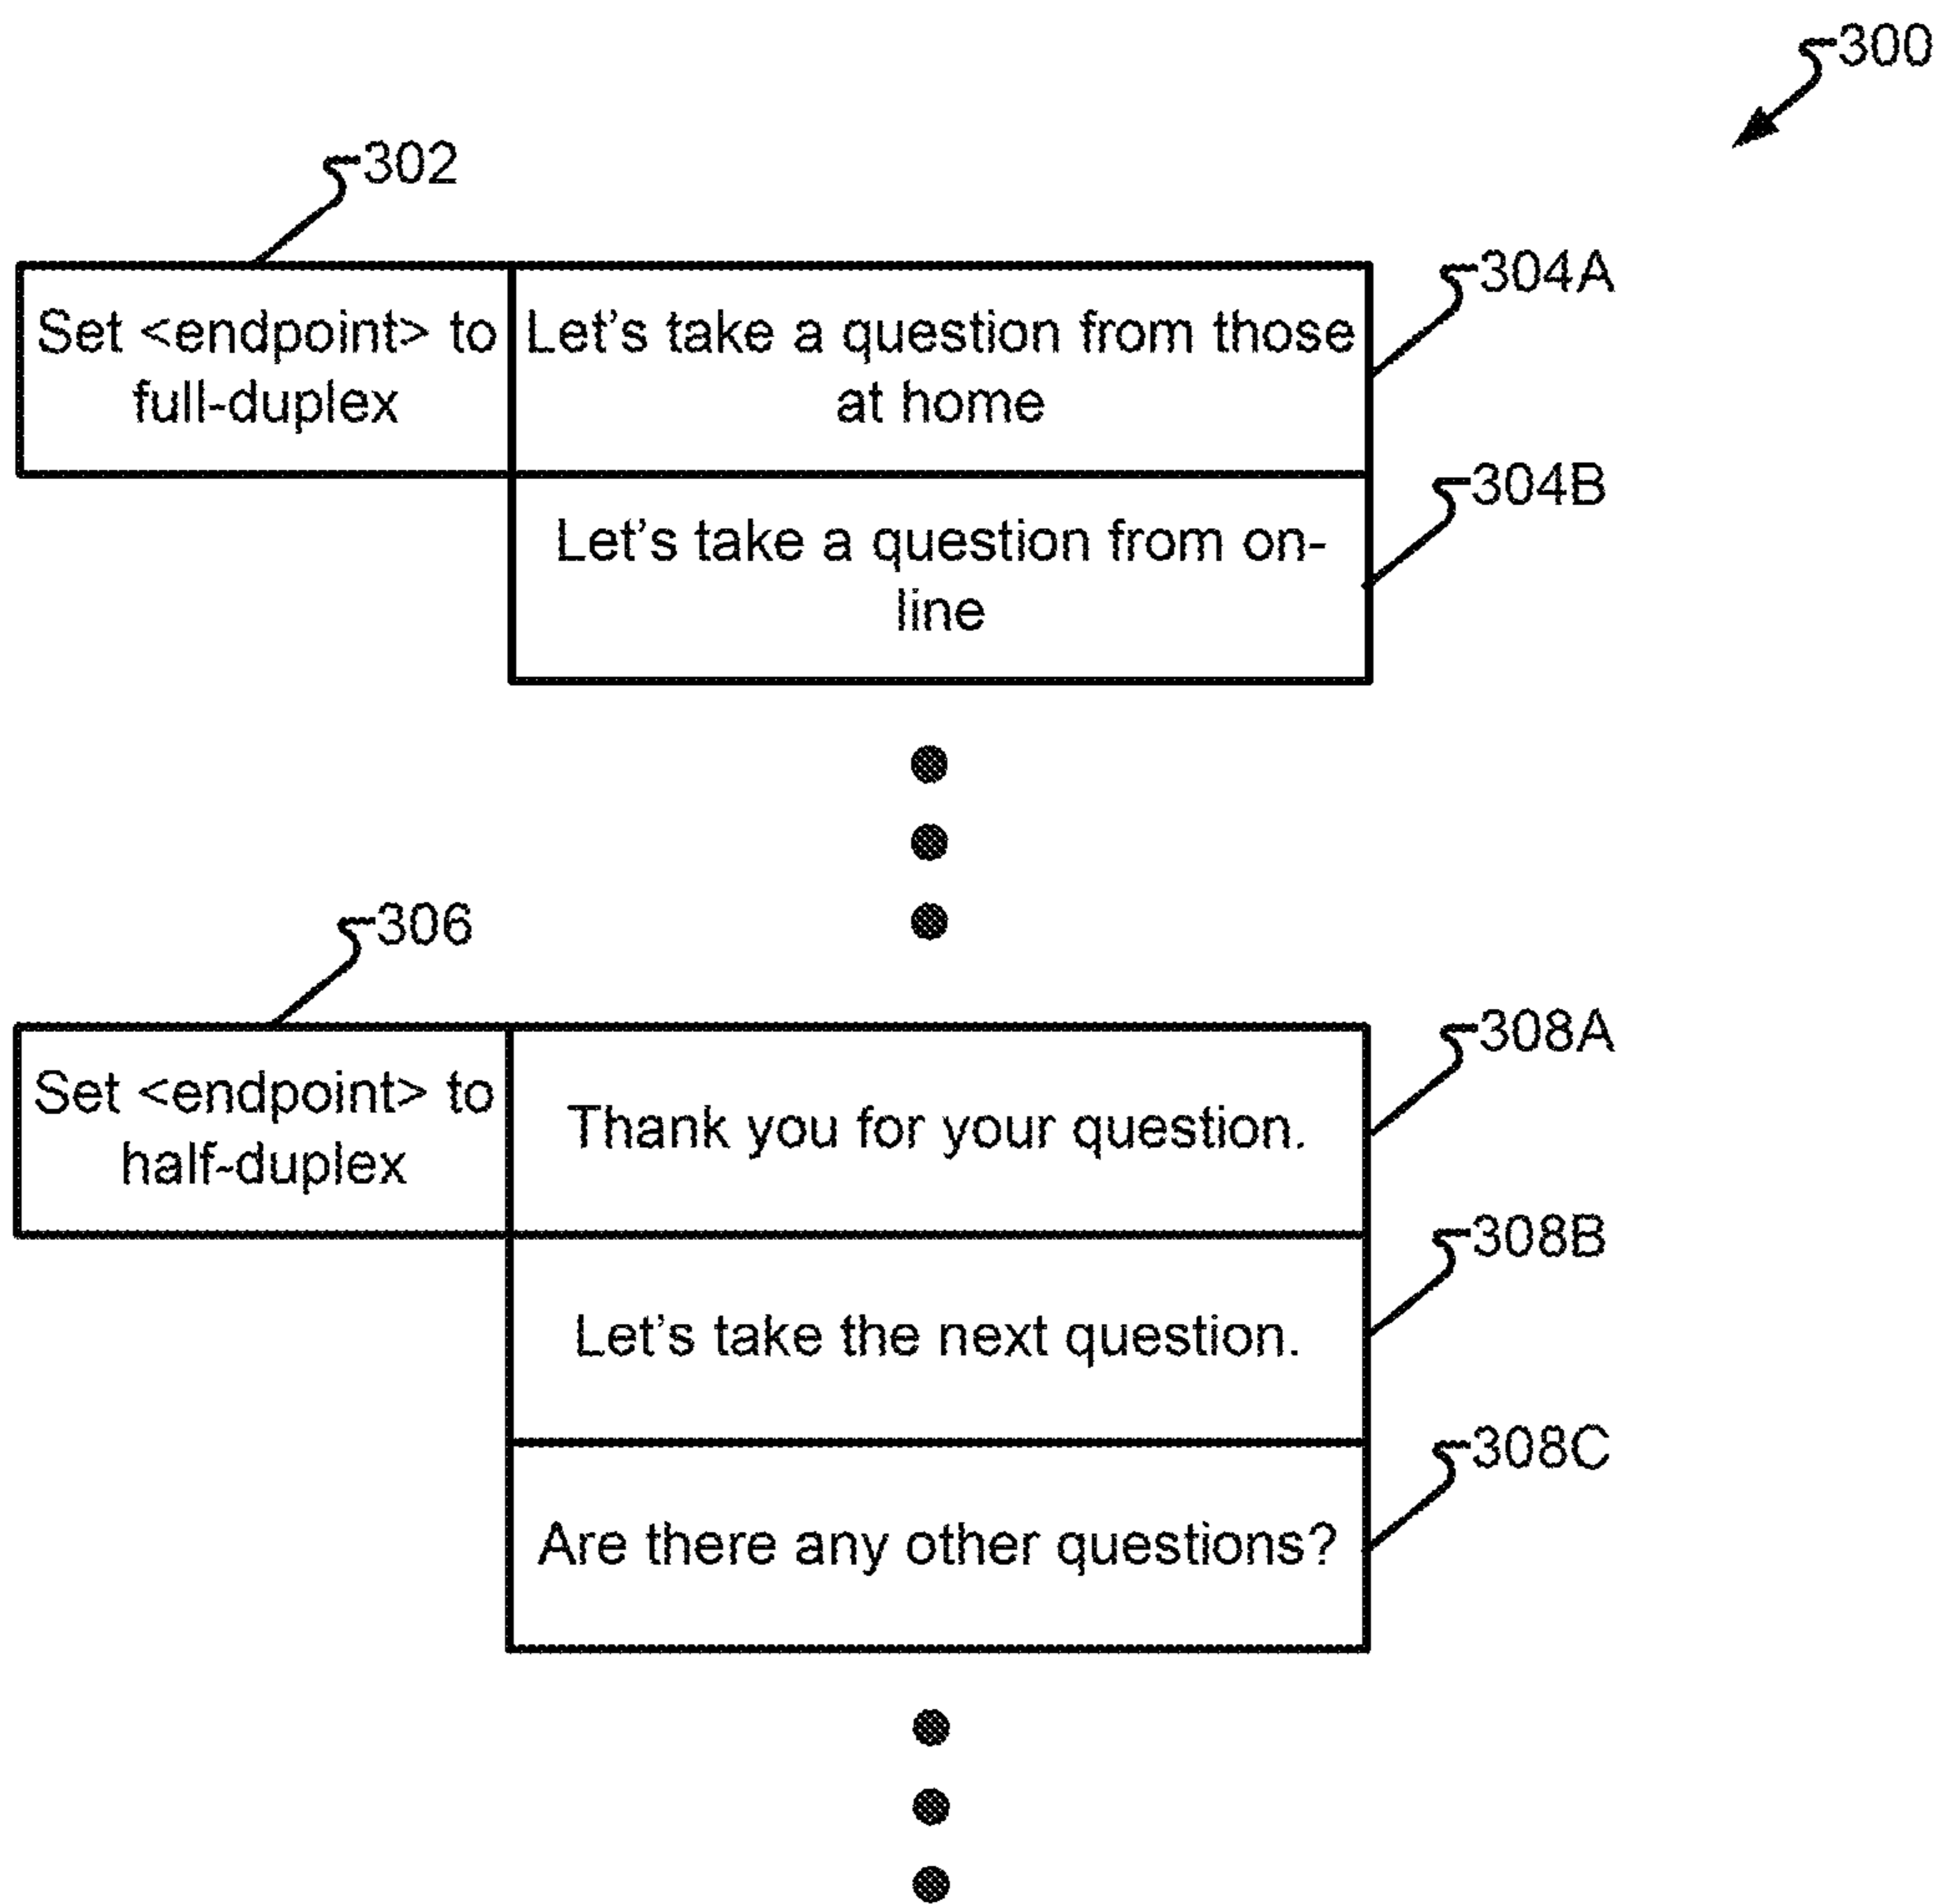 300
302
304A
Set <endpoint> to
full-duplex
Let's take a question from those
at home
304B
Let's take a question from on-
line
306
308A
Set <endpoint> to
half-duplex
Thank you for your question.
308B
Let's take the next question.
308C
Are there any other questions?